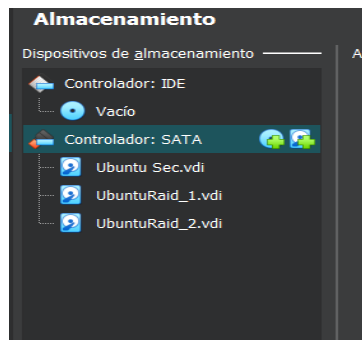 Almacenamiento
Dispositivos de almacenamiento
A
Controlador: IDE
Vacío
Controlador: SATA
Ubuntu Sec.vdi
UbuntuRaid_1.vdi
UbuntuRaid_2.vdi